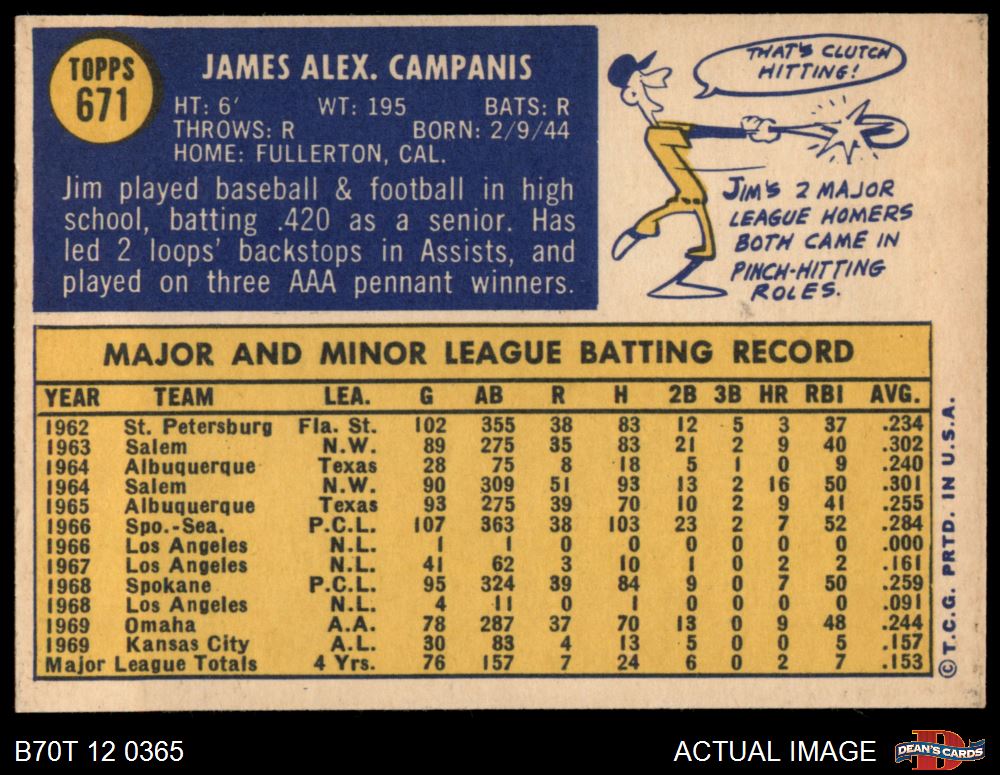 TOPPS
671
JAMES ALEX. CAMPANIS
HT: 6' WT: 195 BATS: R
THROWS: R BORN: 2/9/44
HOME: FULLERTON, CAL.
Jim played baseball & football in high
school, batting .420 as a senior. Has
led 2 loops' backstops in Assists, and
played on three AAA pennant winners.
THAT'S CLUTCH
HITTING!
JIM'S 2 MAJOR
LEAGUE HOMERS
BOTH CAME IN
PINCH-HITTING
ROLES.
MAJOR AND MINOR LEAGUE BATTING RECORD
YEAR TEAM LEA. G AB R H 2B 3B HR RBI AVG.
1962 St. Petersburg Fla. St. 102 355 38 83 12 5 3 37 .234
1963 Salem N.W. 89 275 35 83 21 2 9 40 .302
1964 Albuquerque Texas 28 75 8 18 5 1 0 9 .240
1964 Salem N.W. 90 309 51 93 13 2 16 50 .301
1965 Albuquerque Texas 93 275 39 70 10 2 9 41 .255
1966 Spo.-Sea. P.C.L. 107 363 38 103 23 2 7 52 .284
1966 Los Angeles N.L. 1 1 0 0 0 0 0 0 .000
1967 Los Angeles N.L. 41 62 3 10 1 0 2 2 .161
1968 Spokane P.C.L. 95 324 39 84 9 0 7 50 .259
1968 Los Angeles N.L. 4 11 0 1 0 0 0 0 .091
1969 Omaha A.A. 78 287 37 70 13 0 9 48 .244
1969 Kansas City A.L. 30 83 4 13 5 0 0 5 .157
Major League Totals 4 Yrs. 76 157 7 24 6 0 2 7 .153
© T.C.G. PRTD. IN U.S.A.
B70T 12 0365
ACTUAL IMAGE
DEAN'S CARDS